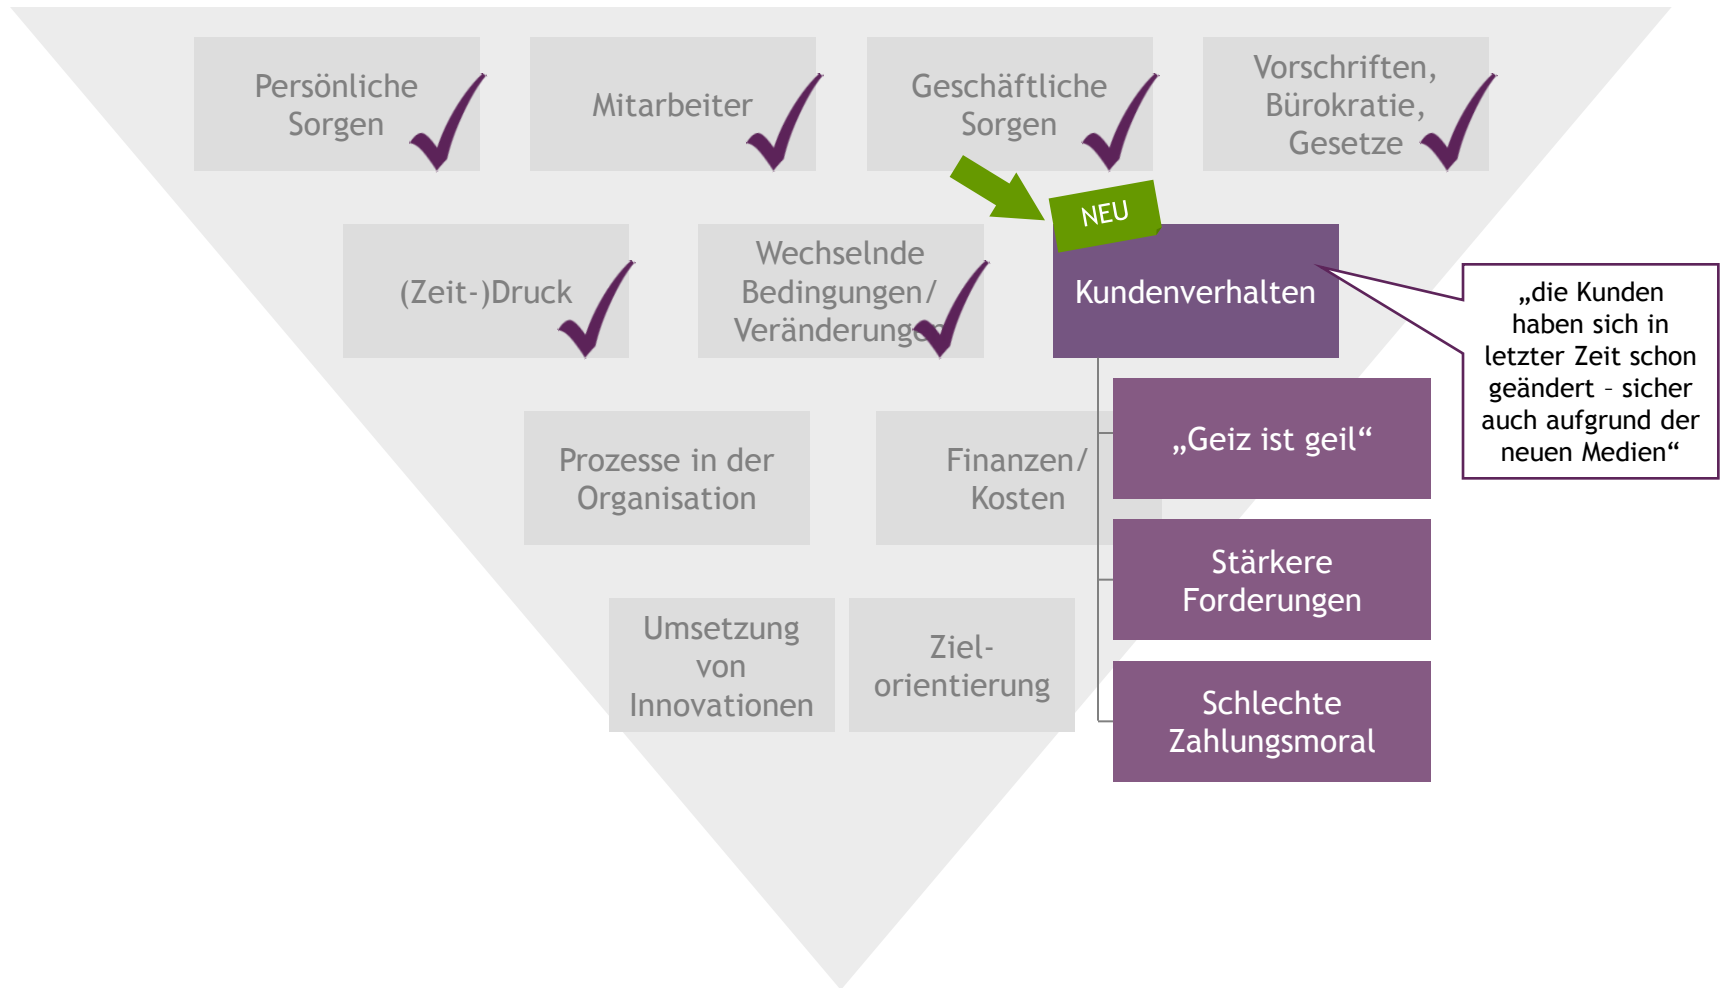 Persönliche
Sorgen
Mitarbeiter
Geschäftliche
Sorgen
Vorschriften,
Bürokratie,
Gesetze
(Zeit-)Druck
Wechselnde
Bedingungen/
Veränderungen
NEU
Kundenverhalten
„die Kunden
haben sich in
letzter Zeit schon
geändert – sicher
auch aufgrund der
neuen Medien“
Prozesse in der
Organisation
Finanzen/
Kosten
„Geiz ist geil“
Stärkere
Forderungen
Umsetzung
von
Innovationen
Ziel-
orientierung
Schlechte
Zahlungsmoral